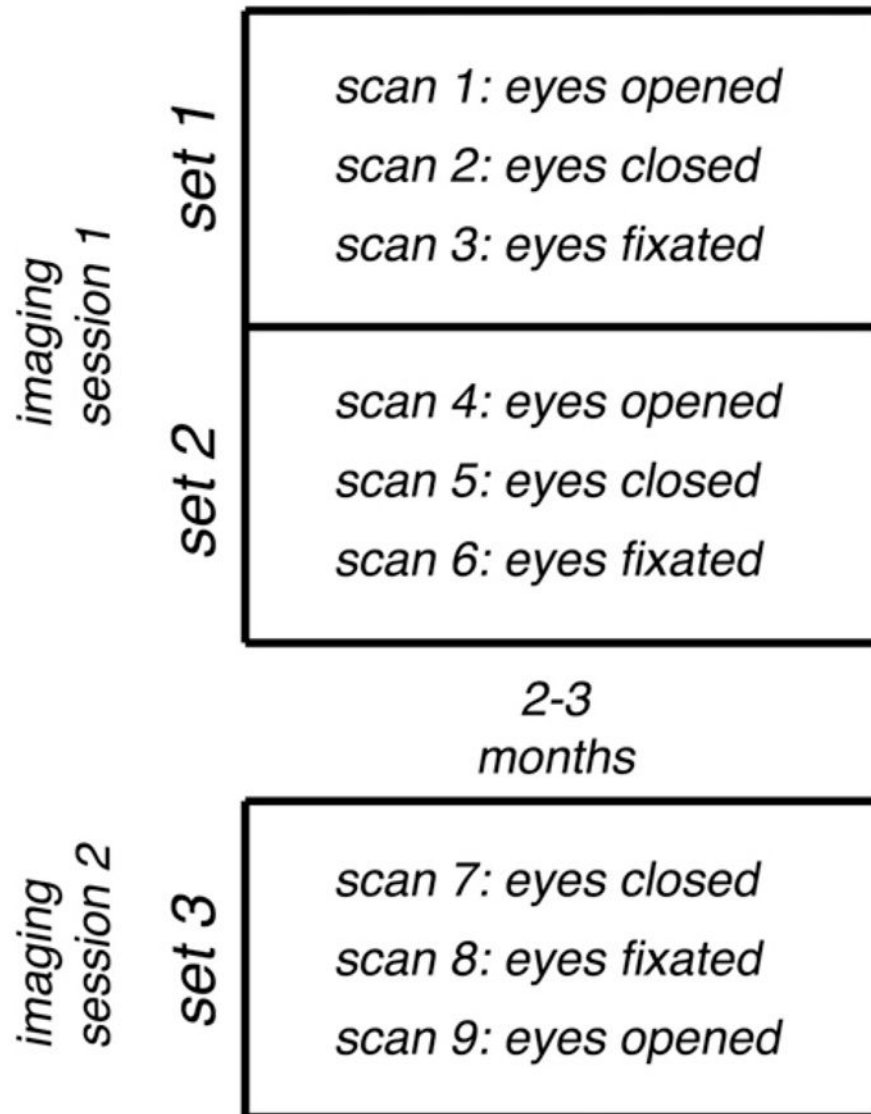 imaging
session 1
set 1
scan 1: eyes opened
scan 2: eyes closed
scan 3: eyes fixated
set 2
scan 4: eyes opened
scan 5: eyes closed
scan 6: eyes fixated
2-3
months
imaging
session 2
set 3
scan 7: eyes closed
scan 8: eyes fixated
scan 9: eyes opened